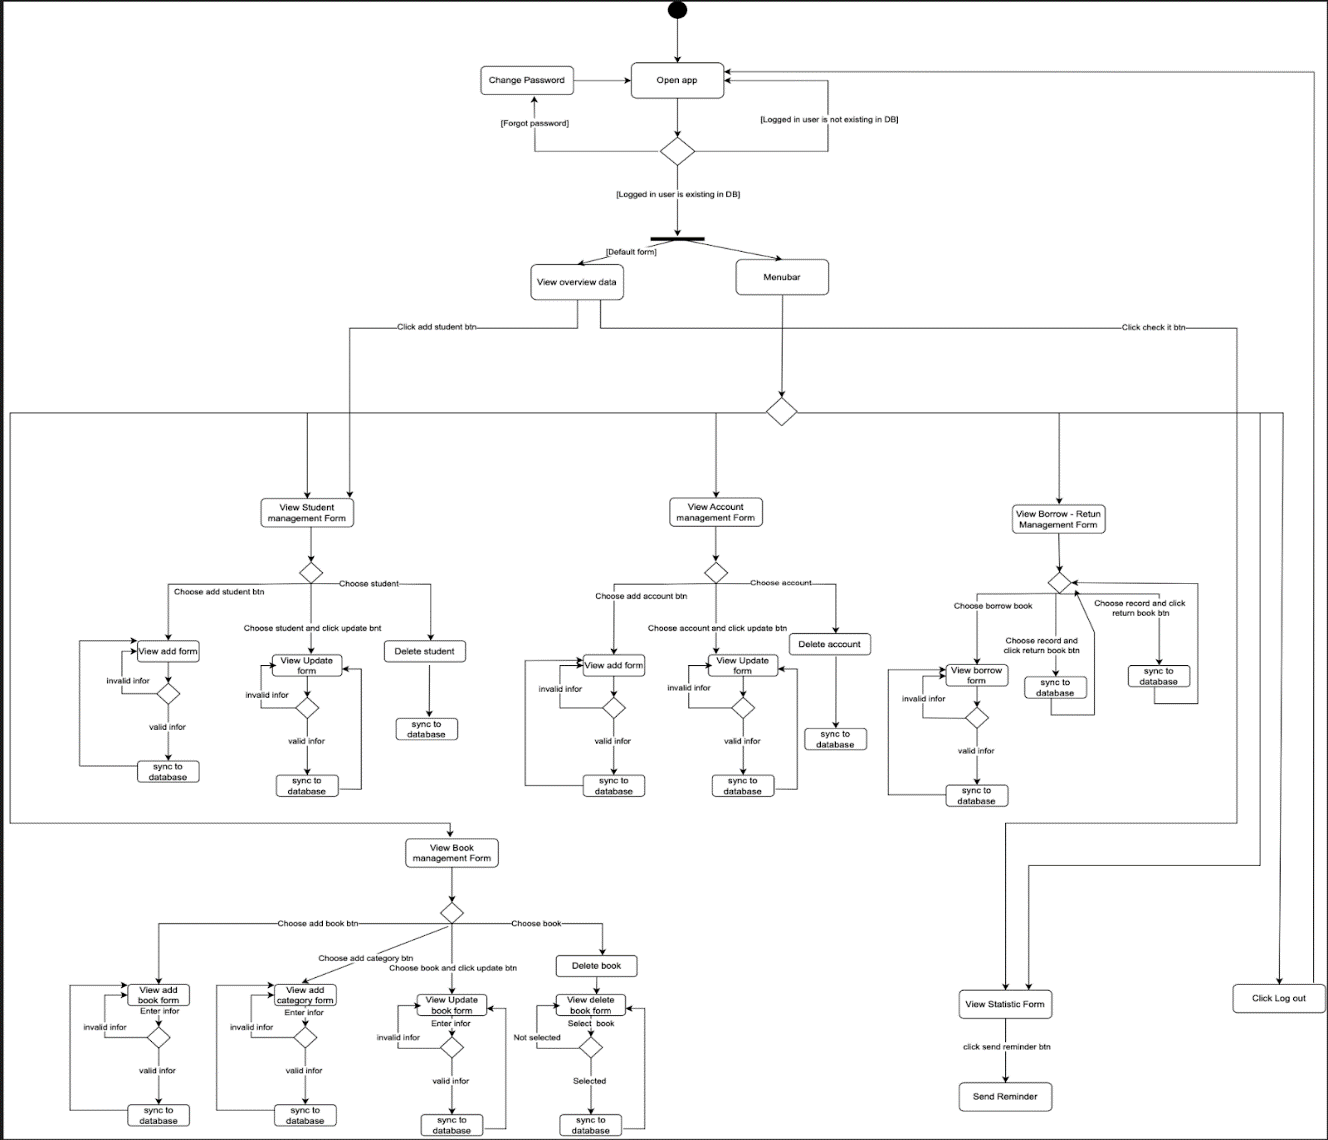 Change Password
Open app
[Forgot password]
[Logged in user is not existing in DB]
[Logged in user is existing in DB]
[Default form]
View overview data
Menubar
Click add student btn
Click check it btn
View Student
management Form
View Account
management Form
View Borrow - Retun
Management Form
Choose student
Choose add student btn
Choose student and click update bnt
View add form
View Update
form
Delete student
invalid infor
invalid infor
valid infor
valid infor
sync to
database
sync to
database
sync to
database
Choose account
Choose add account btn
Choose account and click update btn
View add form
View Update
form
Delete account
invalid infor
invalid infor
valid infor
valid infor
sync to
database
sync to
database
sync to
database
Choose borrow book
Choose record and
click return book btn
Choose record and click
return book btn
View borrow
form
sync to
database
sync to
database
invalid infor
valid infor
sync to
database
View Book
management Form
Choose add book btn
Choose book
Choose add category btn
Choose book and click update btn
Delete book
View add
book form
Enter infor
View add
category form
Enter infor
View Update
book form
Enter infor
View delete
book form
Select book
invalid infor
invalid infor
invalid infor
Not selected
valid infor
valid infor
valid infor
Selected
sync to
database
sync to
database
sync to
database
sync to
database
View Statistic Form
Click Log out
click send reminder btn
Send Reminder